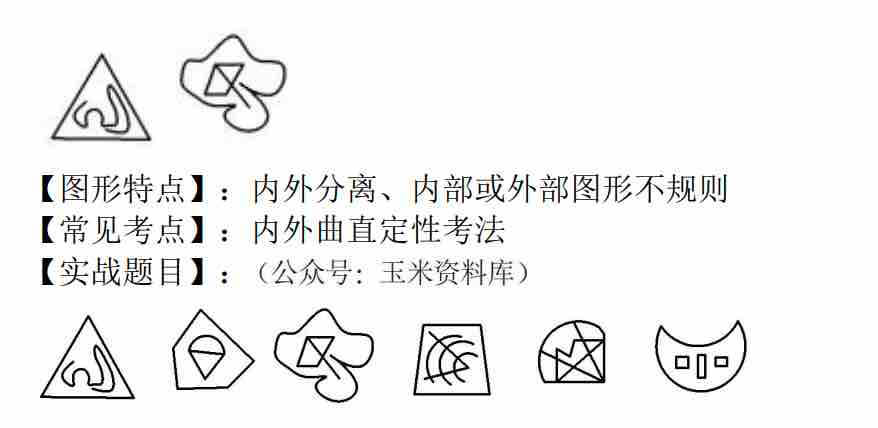 【图形特点】：内外分离、内部或外部图形不规则
【常见考点】：内外曲直定性考法
【实战题目】：（公众号：玉米资料库）